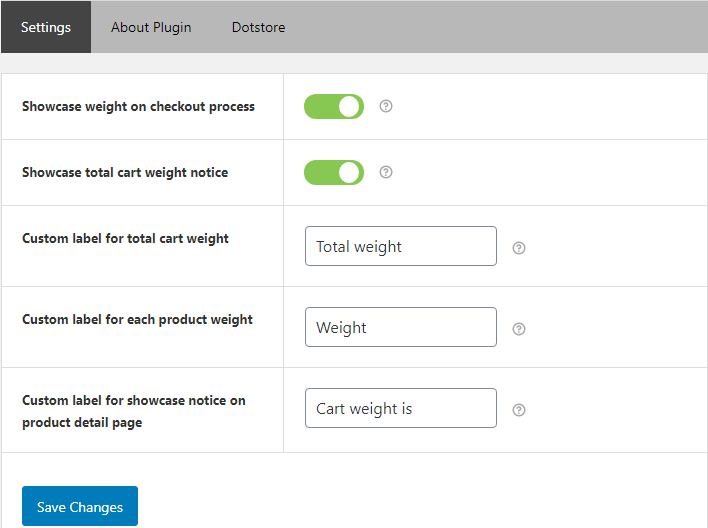 Settings About Plugin Dotstore
Showcase weight on checkout process
Showcase total cart weight notice
Custom label for total cart weight Total weight
Custom label for each product weight Weight
Custom label for showcase notice on
product detail page
Cart weight is
Save Changes